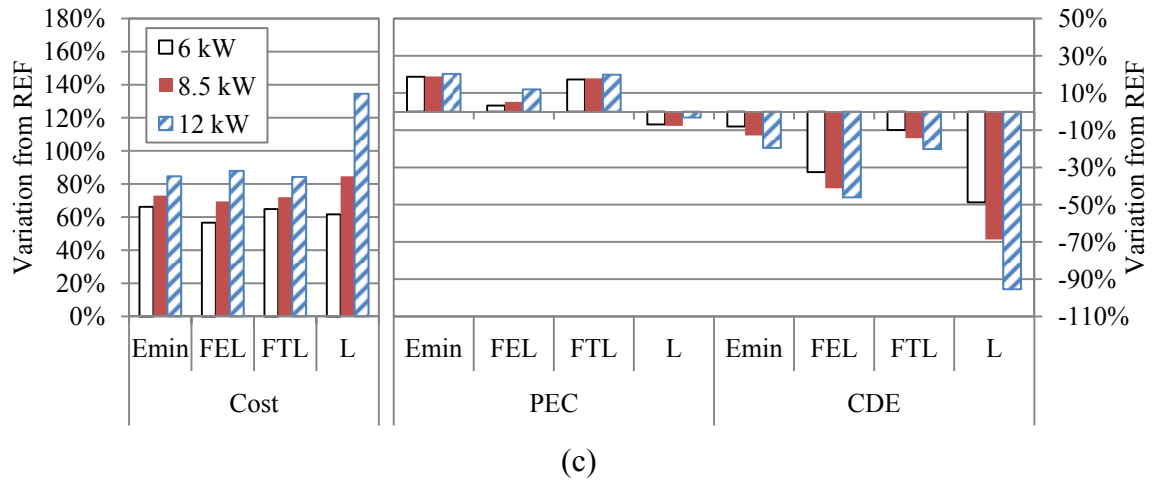 Variation from REF
180%
160%
140%
120%
100%
80%
60%
40%
20%
0%
6 kW
8.5 kW
12 kW
Emin FEL FTL L
Cost
Emin FEL FTL L Emin FEL FTL L
PEC CDE
50%
30%
10%
-10%
-30%
-50%
-70%
-90%
-110%
Variation from REF
(c)